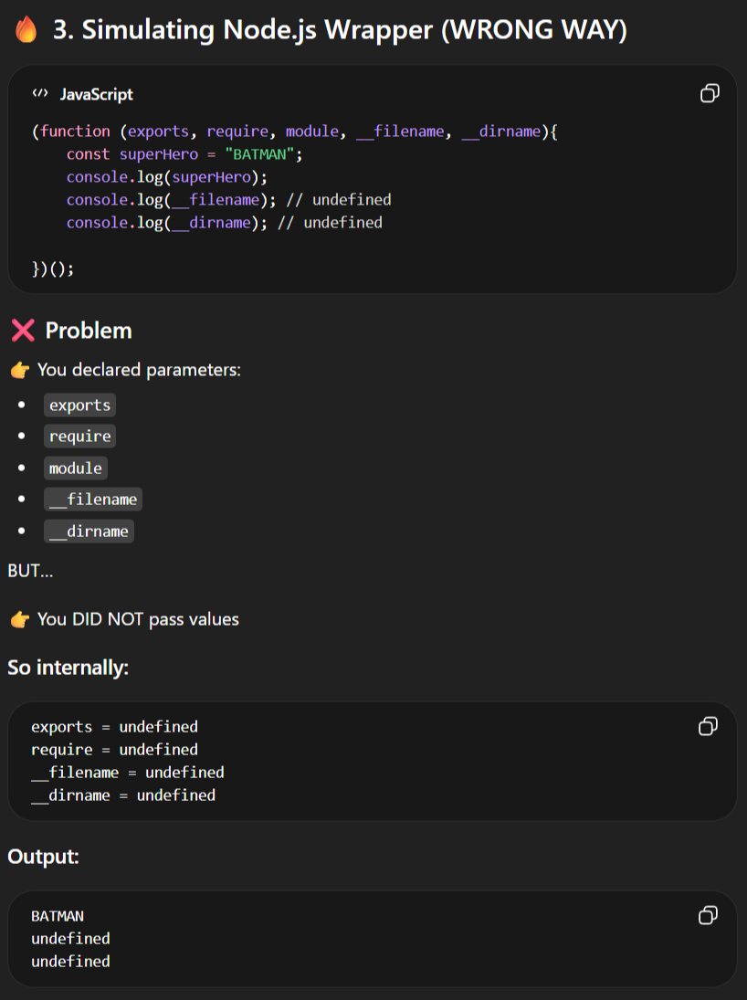 🔥 3. Simulating Node.js Wrapper (WRONG WAY)
JavaScript
(function (exports, require, module, __filename, __dirname){
    const superHero = "BATMAN";
    console.log(superHero);
    console.log(__filename); // undefined
    console.log(__dirname); // undefined

})();
❌ Problem
👉 You declared parameters:
• exports
• require
• module
• __filename
• __dirname
BUT...
👉 You DID NOT pass values
So internally:
exports = undefined
require = undefined
__filename = undefined
__dirname = undefined
Output:
BATMAN
undefined
undefined